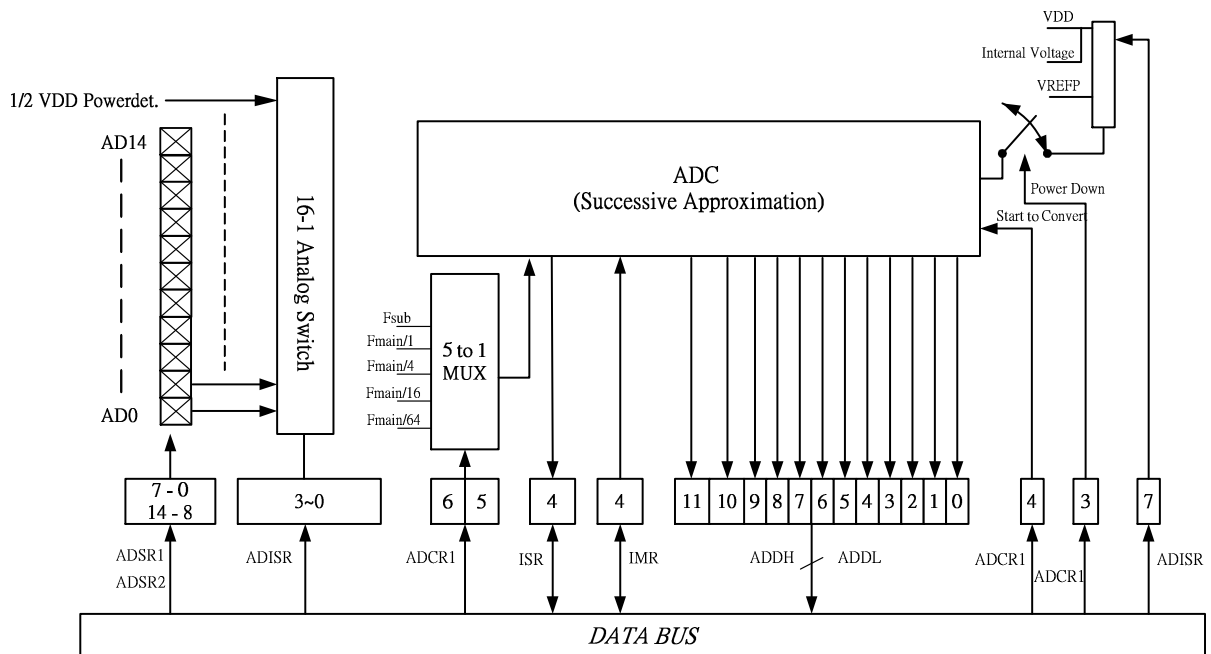 VDD
Internal Voltage
VREFP
1/2 VDD Powerdet.
AD14
AD0
16-1 Analog Switch
ADC
(Successive Approximation)
Power Down
Start to Convert
Fsub
Fmain/1
Fmain/4
Fmain/16
Fmain/64
5 to 1
MUX
7 - 0
14 - 8
3~0
6 5
4
4
11 10 9 8 7 6 5 4 3 2 1 0
4
3
7
ADSR1
ADSR2
ADISR
ADCR1
ISR
IMR
ADDH
ADDL
ADCR1
ADCR1
ADISR
DATA BUS